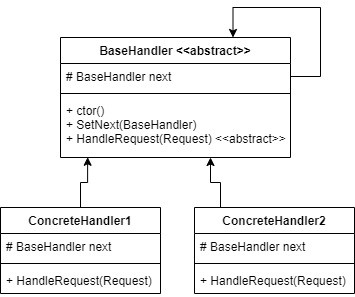 BaseHandler <<abstract>>
# BaseHandler next
+ ctor()
+ SetNext(BaseHandler)
+ HandleRequest(Request) <<abstract>>
ConcreteHandler1
# BaseHandler next
+ HandleRequest(Request)
ConcreteHandler2
# BaseHandler next
+ HandleRequest(Request)